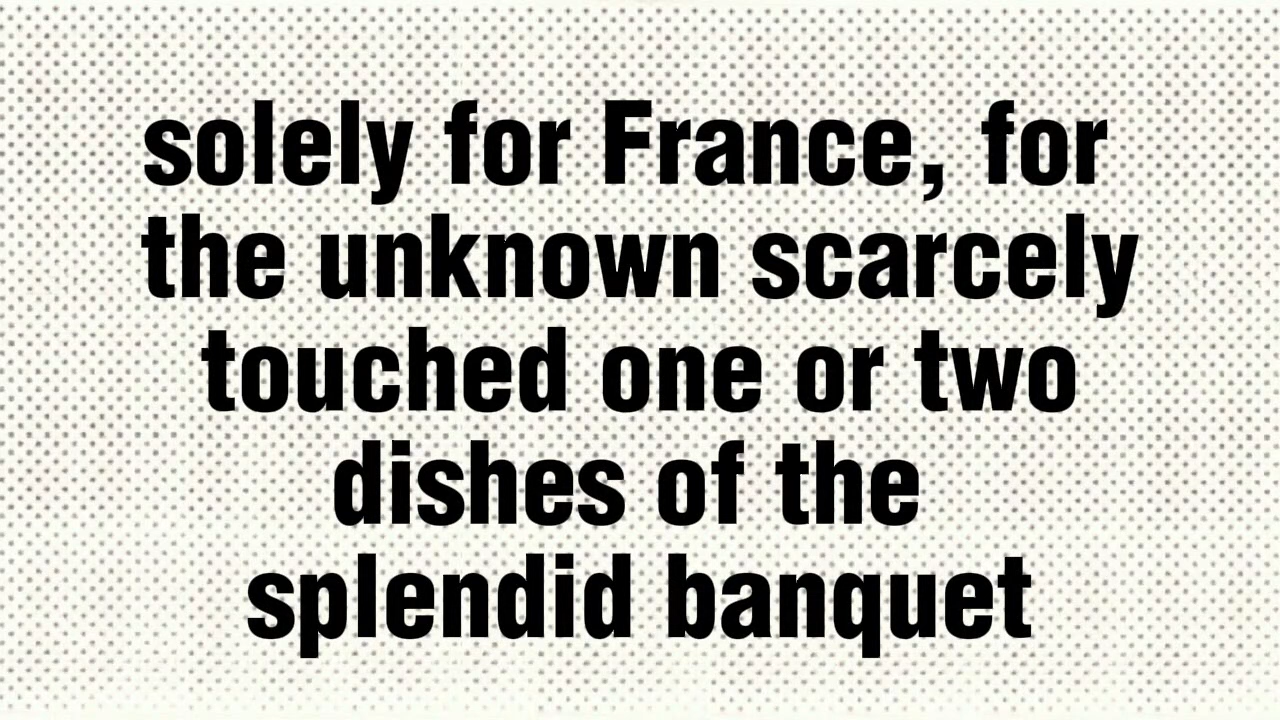 solely for France, for
the unknown scarcely
touched one or two
dishes of the
splendid banquet